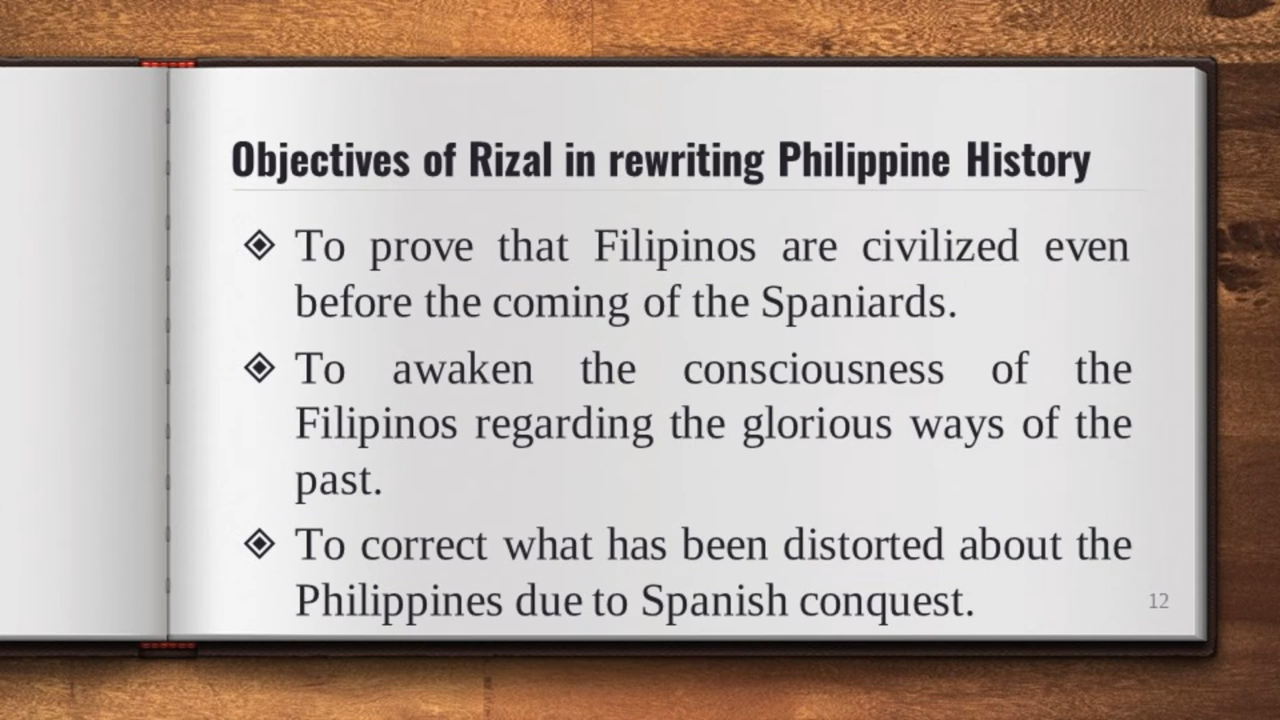 Objectives of Rizal in rewriting Philippine History
To prove that Filipinos are civilized even
before the coming of the Spaniards.
To awaken the consciousness of the
Filipinos regarding the glorious ways of the
past.
To correct what has been distorted about the
Philippines due to Spanish conquest.
12